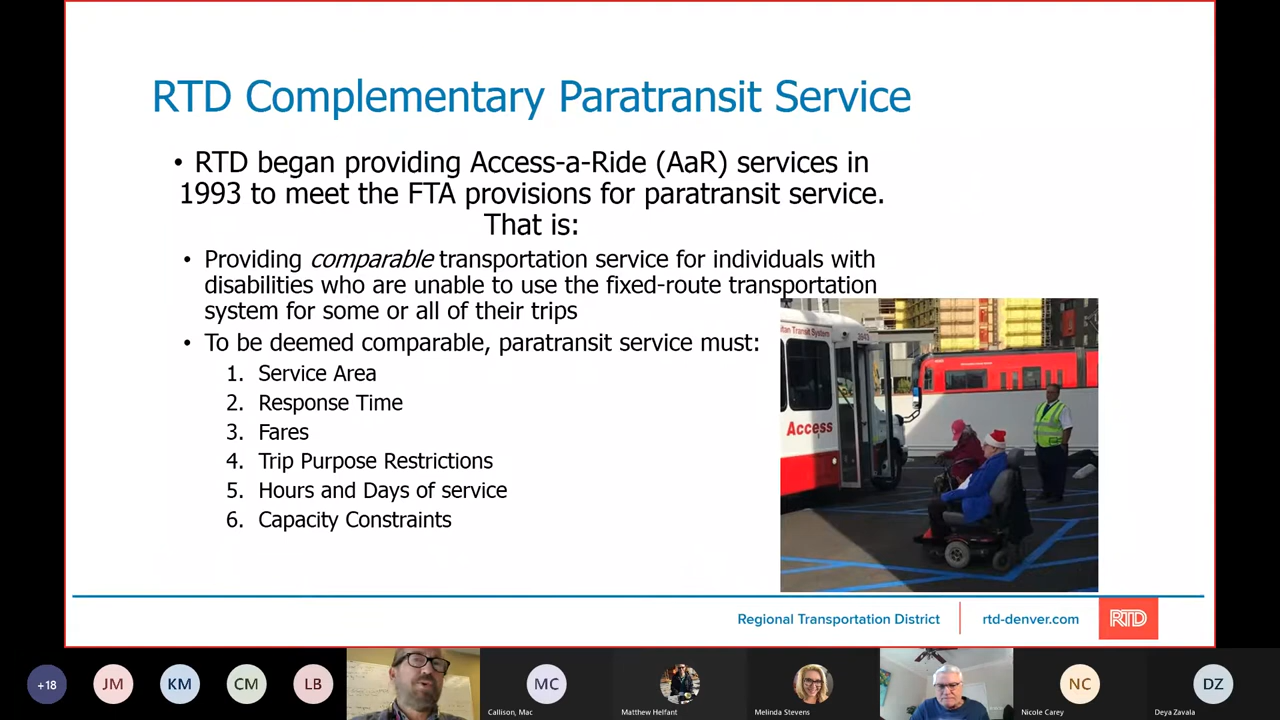 RTD Complementary Paratransit Service
• RTD began providing Access-a-Ride (AaR) services in
1993 to meet the FTA provisions for paratransit service.
That is:
• Providing comparable transportation service for individuals with
disabilities who are unable to use the fixed-route transportation
system for some or all of their trips
• To be deemed comparable, paratransit service must:
1. Service Area
2. Response Time
3. Fares
4. Trip Purpose Restrictions
5. Hours and Days of service
6. Capacity Constraints
Transit System
Access
Regional Transportation District
rtd-denver.com
RTD
+18
JM
KM
CM
LB
MC
NC
DZ
Callison, Mac
Matthew Helfant
Melinda Stevens
Nicole Carey
Deya Zavala